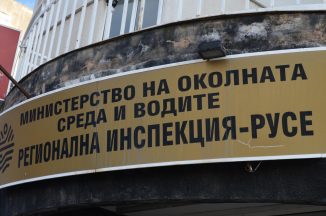 МИНИСТЕРСТВО НА ОКОЛНАТА
СРЕДА И ВОДИТЕ
РЕГИОНАЛНА ИНСПЕКЦИЯ-РУСЕ